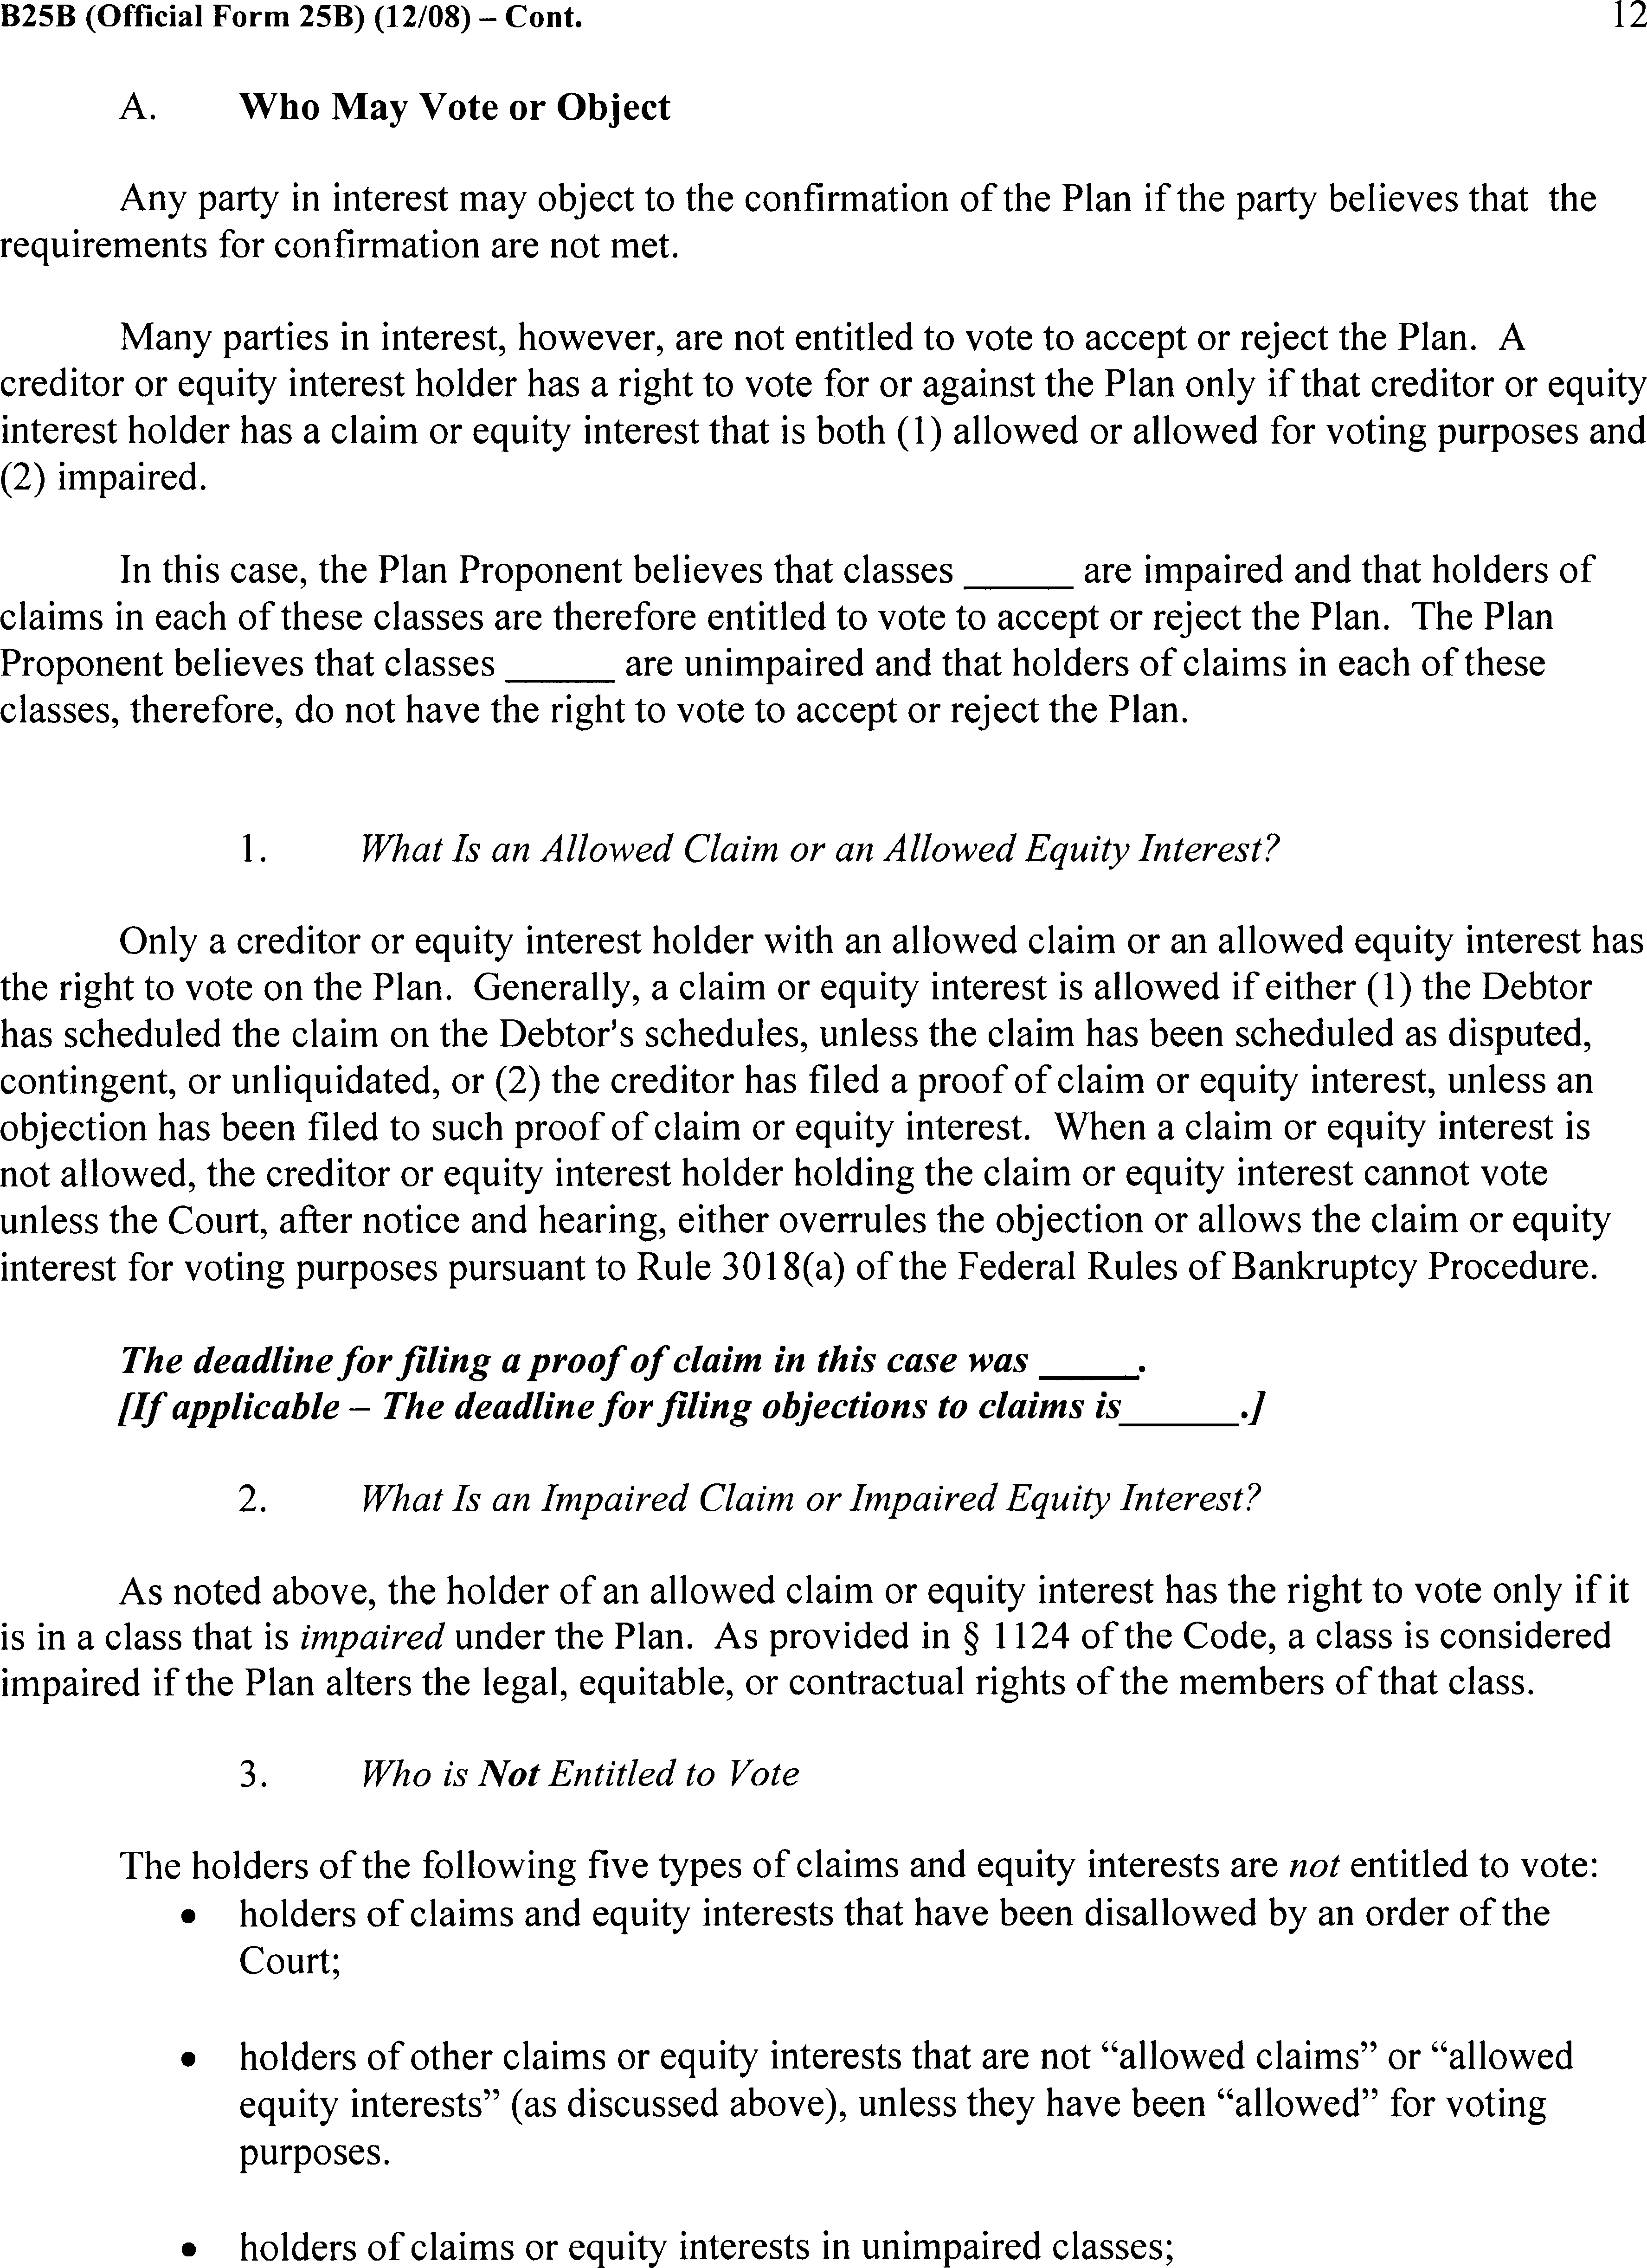 B25B (Official Form 25B) (12/08) – Cont. 12
A. Who May Vote or Object
Any party in interest may object to the confirmation of the Plan if the party believes that the
requirements for confirmation are not met.
Many parties in interest, however, are not entitled to vote to accept or reject the Plan. A
creditor or equity interest holder has a right to vote for or against the Plan only if that creditor or equity
interest holder has a claim or equity interest that is both (1) allowed or allowed for voting purposes and
(2) impaired.
In this case, the Plan Proponent believes that classes ______ are impaired and that holders of
claims in each of these classes are therefore entitled to vote to accept or reject the Plan. The Plan
Proponent believes that classes ______ are unimpaired and that holders of claims in each of these
classes, therefore, do not have the right to vote to accept or reject the Plan.
1. What Is an Allowed Claim or an Allowed Equity Interest?
Only a creditor or equity interest holder with an allowed claim or an allowed equity interest has
the right to vote on the Plan. Generally, a claim or equity interest is allowed if either (1) the Debtor
has scheduled the claim on the Debtor's schedules, unless the claim has been scheduled as disputed,
contingent, or unliquidated, or (2) the creditor has filed a proof of claim or equity interest, unless an
objection has been filed to such proof of claim or equity interest. When a claim or equity interest is
not allowed, the creditor or equity interest holder holding the claim or equity interest cannot vote
unless the Court, after notice and hearing, either overrules the objection or allows the claim or equity
interest for voting purposes pursuant to Rule 3018(a) of the Federal Rules of Bankruptcy Procedure.
The deadline for filing a proof of claim in this case was _____.
[If applicable – The deadline for filing objections to claims is______.]
2. What Is an Impaired Claim or Impaired Equity Interest?
As noted above, the holder of an allowed claim or equity interest has the right to vote only if it
is in a class that is impaired under the Plan. As provided in § 1124 of the Code, a class is considered
impaired if the Plan alters the legal, equitable, or contractual rights of the members of that class.
3. Who is Not Entitled to Vote
The holders of the following five types of claims and equity interests are not entitled to vote:
• holders of claims and equity interests that have been disallowed by an order of the
Court;
• holders of other claims or equity interests that are not “allowed claims” or “allowed
equity interests” (as discussed above), unless they have been “allowed” for voting
purposes.
• holders of claims or equity interests in unimpaired classes;